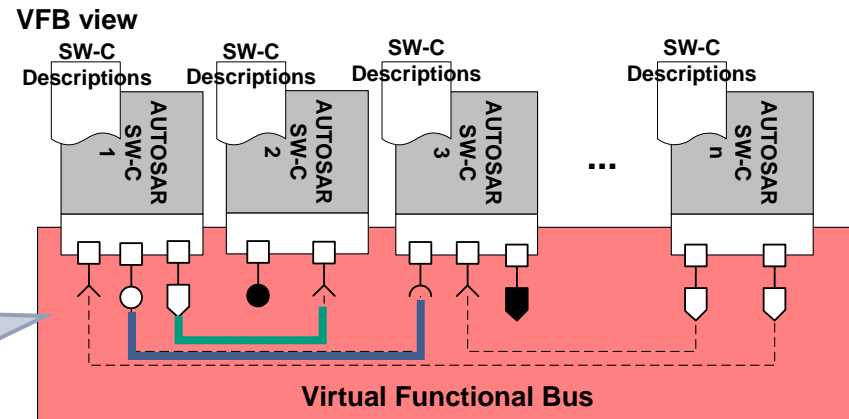 VFB view
SW-C
Descriptions
SW-C
Descriptions
SW-C
Descriptions
SW-C
Descriptions
AUTOSAR
SW-C
1
AUTOSAR
SW-C
2
AUTOSAR
SW-C
3
...
AUTOSAR
SW-C
n
Virtual Functional Bus